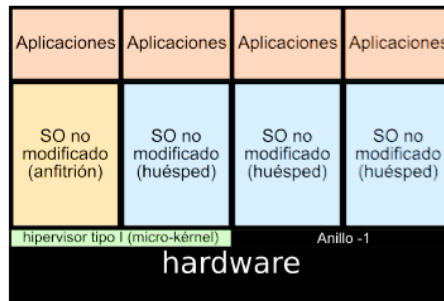 Aplicaciones
Aplicaciones
Aplicaciones
Aplicaciones
SO no
modificado
(anfitrión)
SO no
modificado
(huésped)
SO no
modificado
(huésped)
SO no
modificado
(huésped)
hipervisor tipo I (micro-kérnel)
Anillo -1
hardware